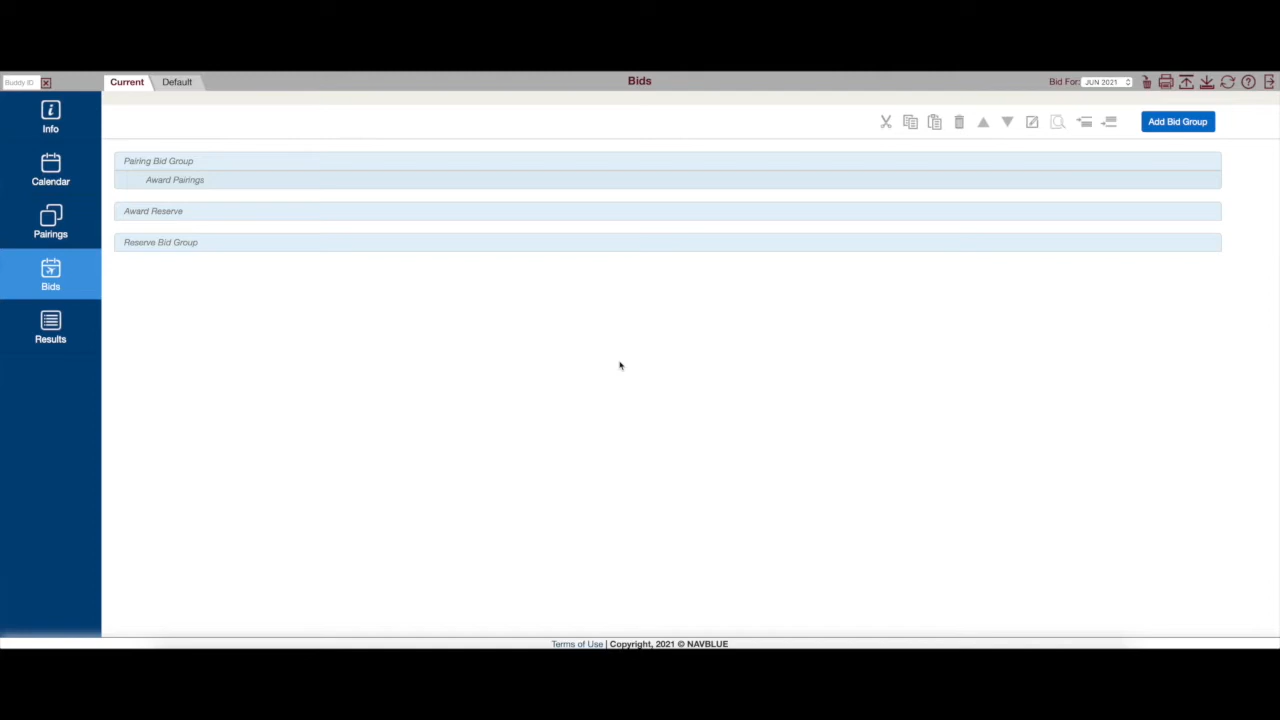 Buddy ID
Current
Default
Bids
Bid For:
JUN 2021
Info
Calendar
Pairings
Bids
Results
Add Bid Group
Pairing Bid Group
Award Pairings
Award Reserve
Reserve Bid Group
Terms of Use | Copyright, 2021 © NAVBLUE